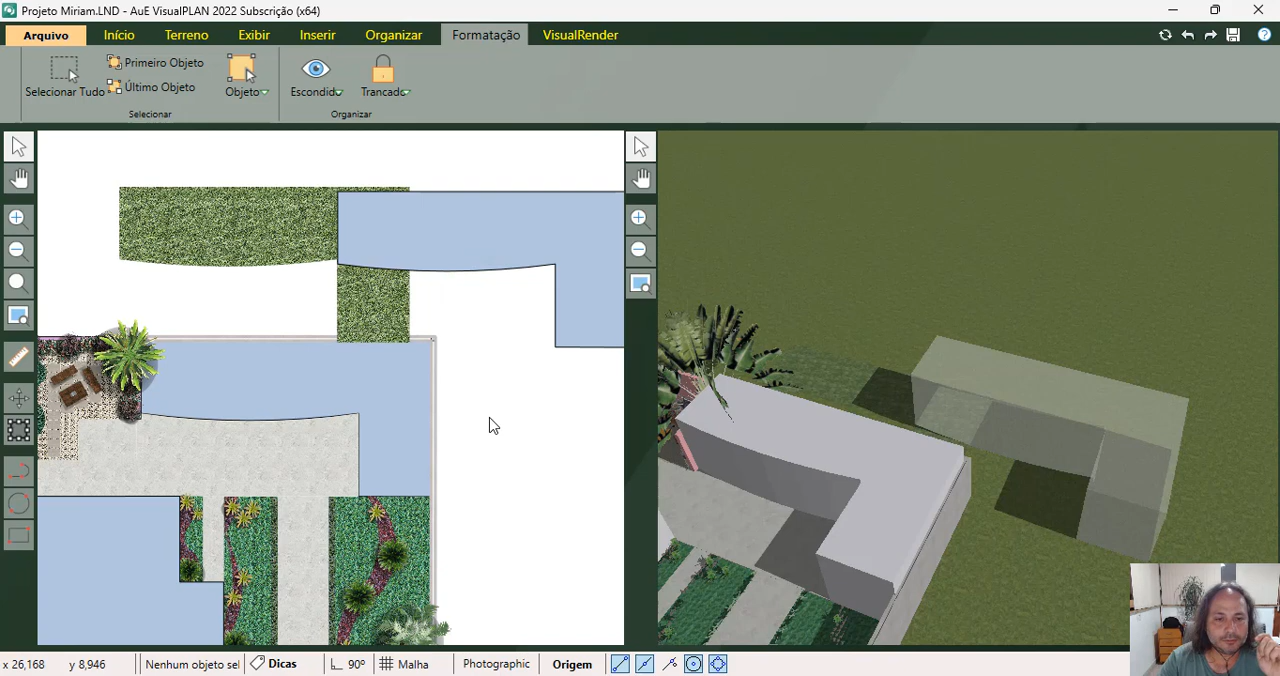 Projeto Miriam.LND - AuE VisualPLAN 2022 Subscrição (x64)
Arquivo Início Terreno Exibir Inserir Organizar Formatação VisualRender
Selecionar Tudo Primeiro Objeto Último Objeto Objeto Escondido Trancado
Selecionar Organizar
x 26,168 y 8,946 Nenhum objeto sel Dicas 90º Malha Photographic Origem